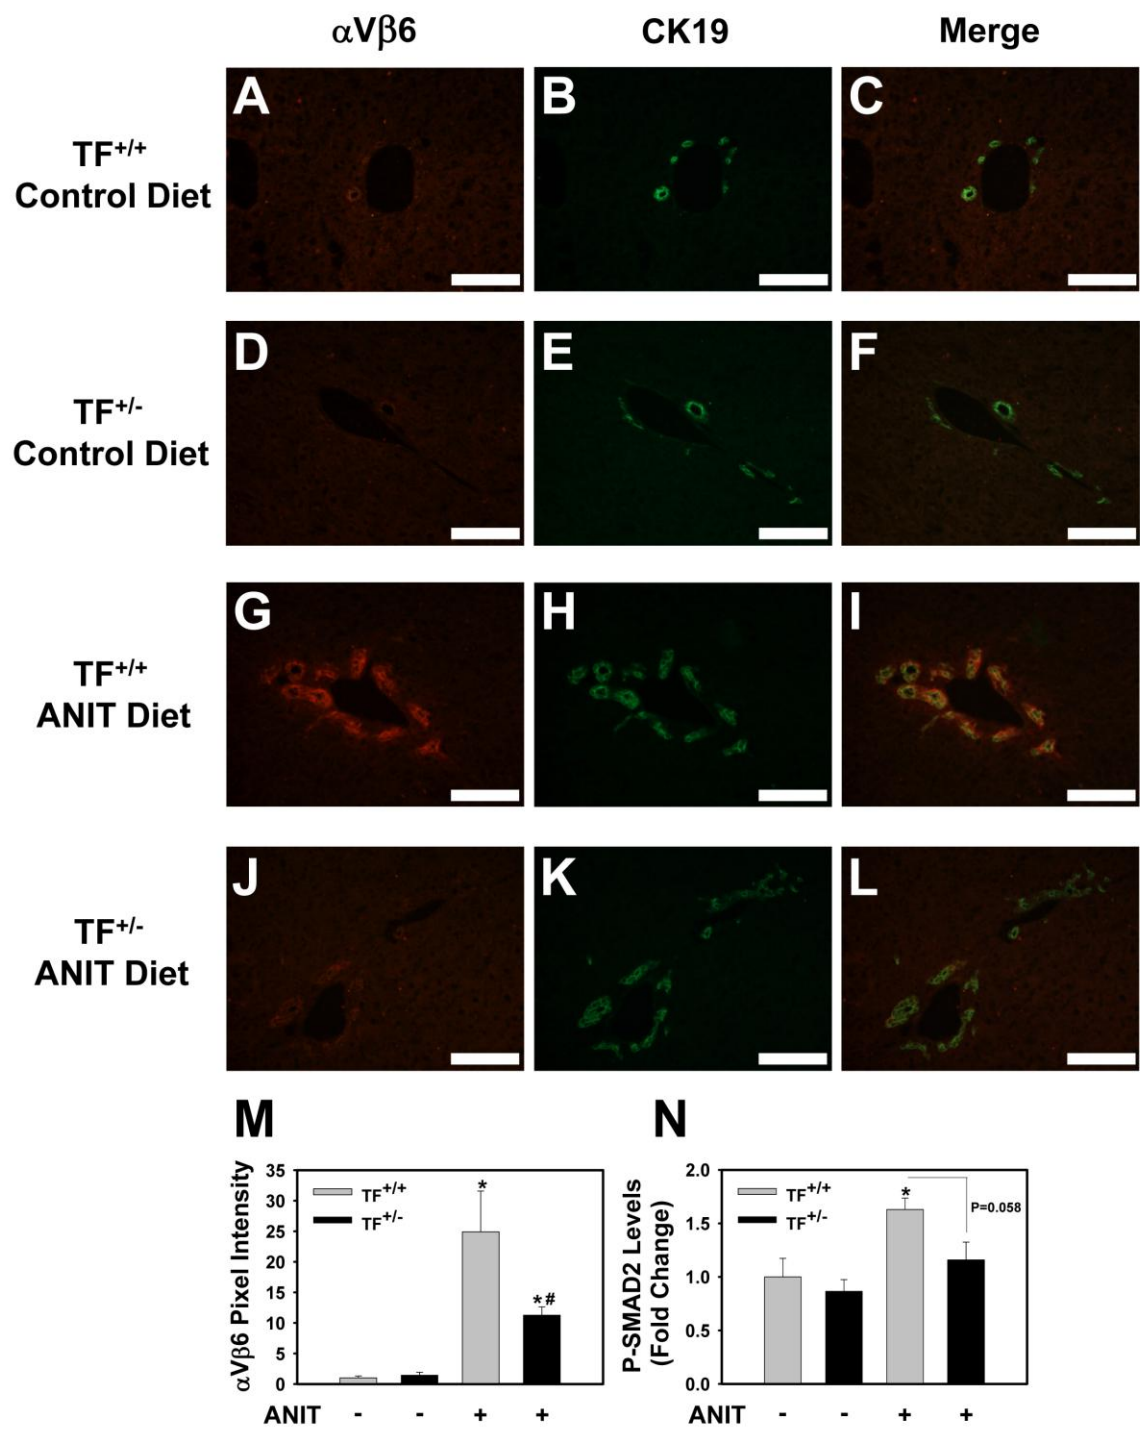 αVβ6 CK19 Merge
A B C
TF+/+
Control Diet
D E F
TF+/-
Control Diet
G H I
TF+/+
ANIT Diet
J K L
TF+/-
ANIT Diet
M
αVβ6 Pixel Intensity
35
30
25
20
15
10
5
0
TF+/+
TF+/-
*
*#
ANIT - - + +
N
P-SMAD2 Levels
(Fold Change)
2.0
1.5
1.0
0.5
0.0
TF+/+
TF+/-
*
P=0.058
ANIT - - + +